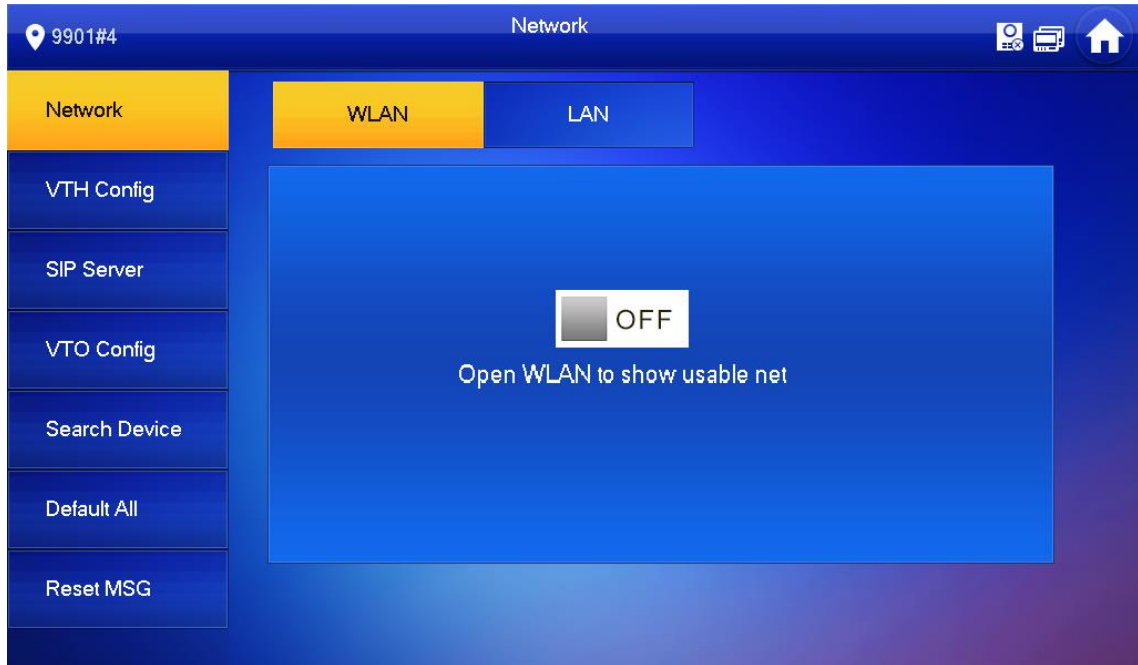 9901#4
Network
Network
WLAN
LAN
VTH Config
SIP Server
OFF
VTO Config
Open WLAN to show usable net
Search Device
Default All
Reset MSG